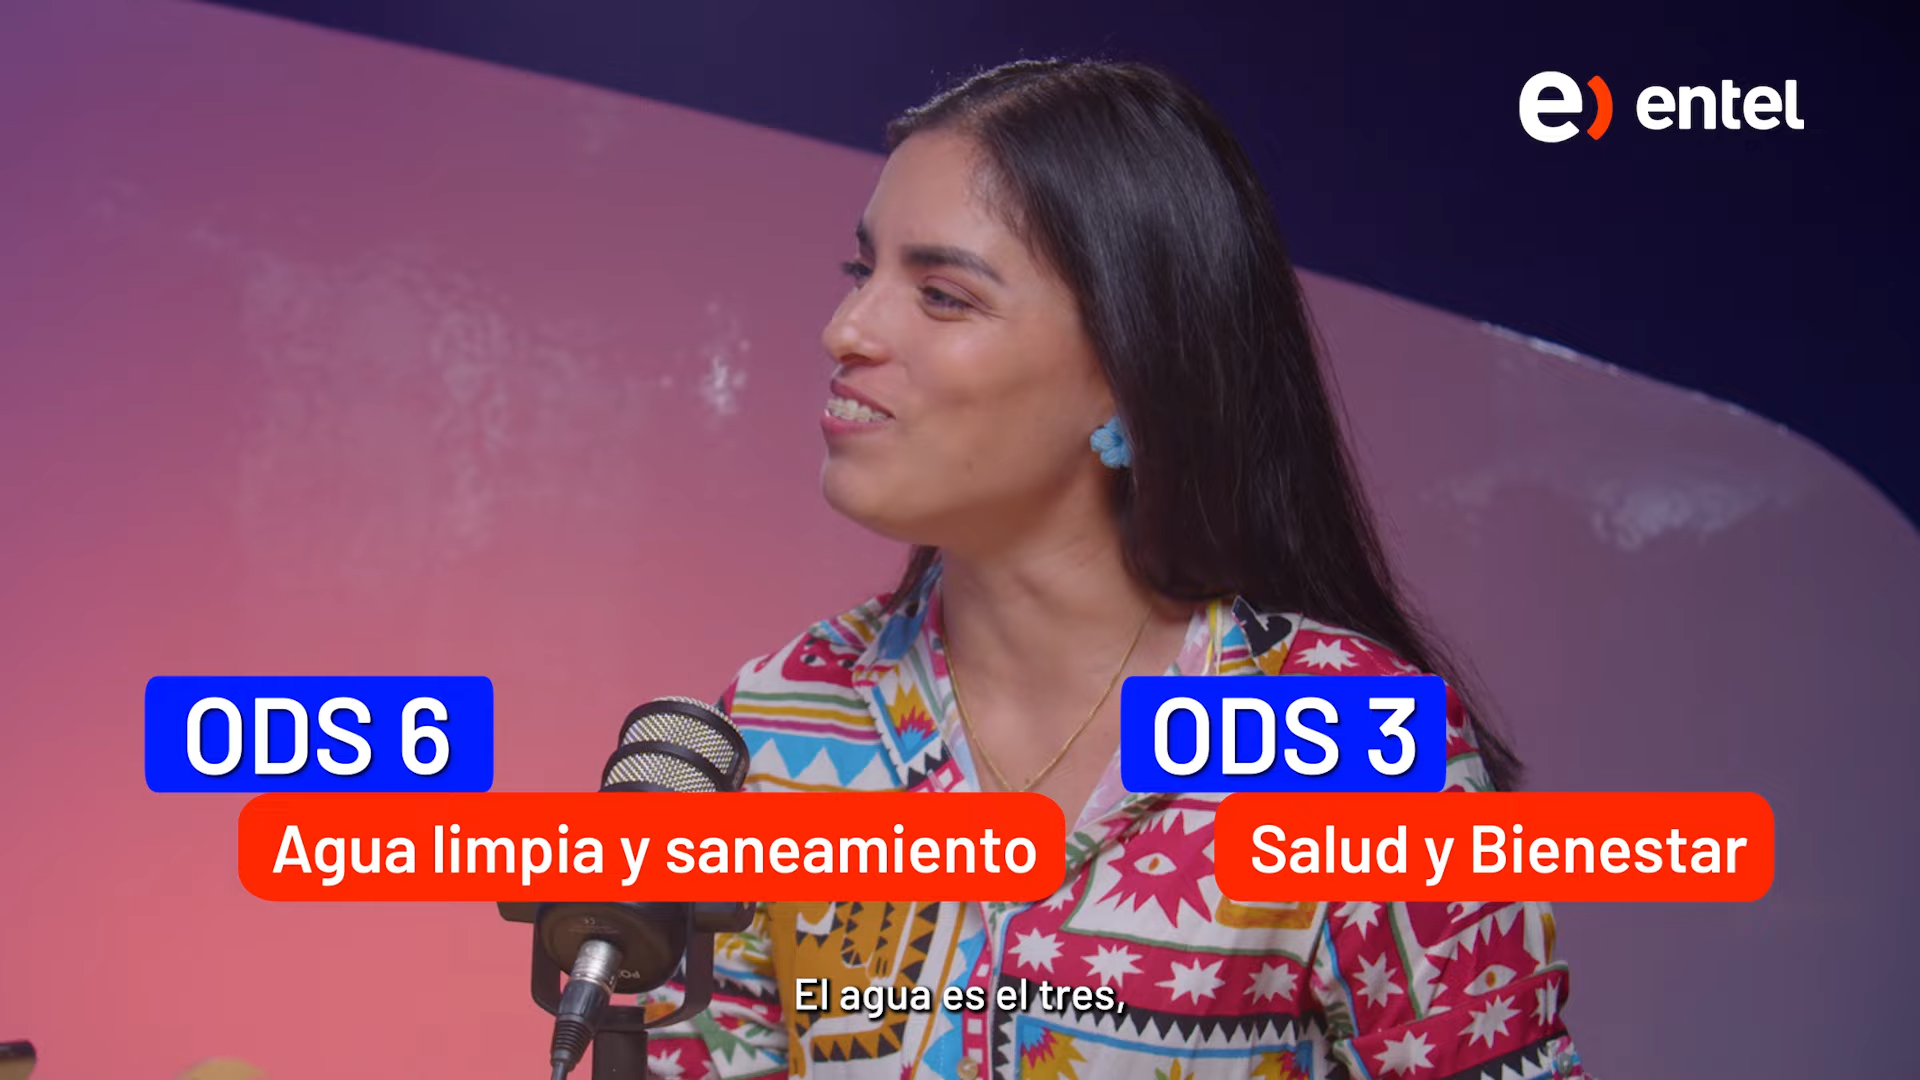 e) entel
ODS 6
Agua limpia y saneamiento
ODS 3
Salud y Bienestar
El agua es el tres,